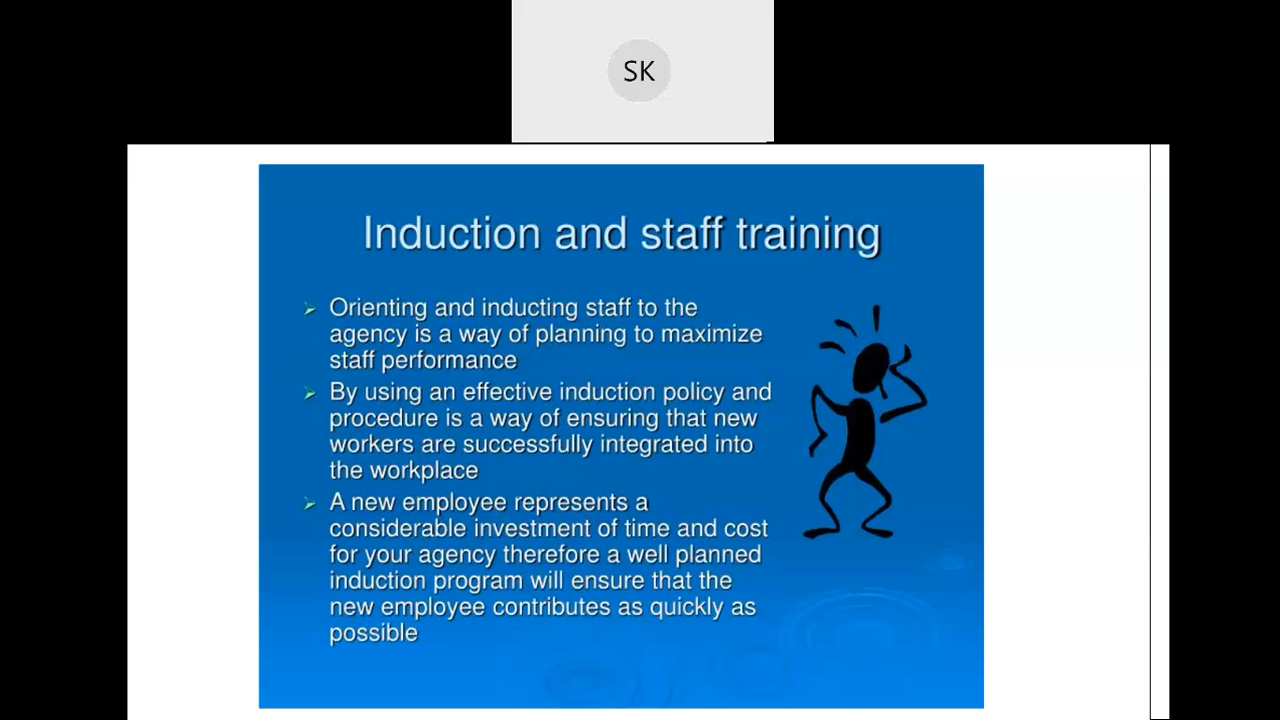 SK
Induction and staff training
Orienting and inducting staff to the
agency is a way of planning to maximize
staff performance
By using an effective induction policy and
procedure is a way of ensuring that new
workers are successfully integrated into
the workplace
A new employee represents a
considerable investment of time and cost
for your agency therefore a well planned
induction program will ensure that the
new employee contributes as quickly as
possible